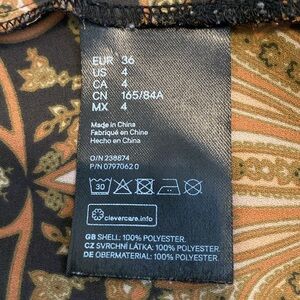 EUR 36
US 4
CA 4
CN 165/84A
MX 4
Made in China
Fabriqué en Chine
Hecho en China
O/N 238874
P/N 0797062 0
30
clevercare.info
GB SHELL: 100% POLYESTER.
CZ SVRCHNÍ LÁTKA: 100% POLYESTER.
DE OBERMATERIAL: 100% POLYESTER.